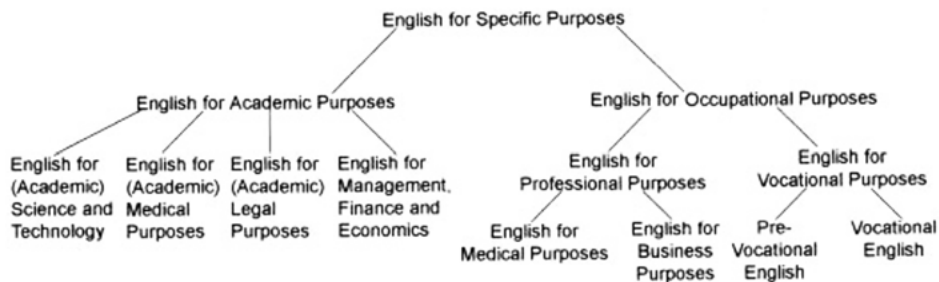 English for Specific Purposes
English for Academic Purposes
English for Occupational Purposes
English for
(Academic)
Science and
Technology
English for
(Academic)
Medical
Purposes
English for
(Academic)
Legal
Purposes
English for
Management,
Finance and
Economics
English for
Professional Purposes
English for
Vocational Purposes
English for
Medical Purposes
English for
Business
Purposes
Pre-
Vocational
English
Vocational
English